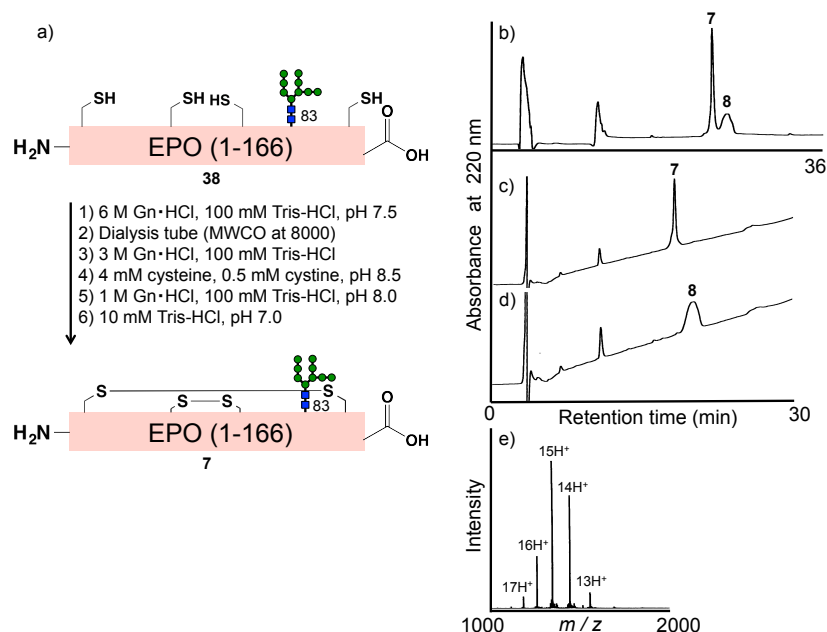 a)
SH
SH HS
83
SH
O
OH
H₂N
EPO (1-166)
38
1) 6 M Gn·HCl, 100 mM Tris-HCl, pH 7.5
2) Dialysis tube (MWCO at 8000)
3) 3 M Gn·HCl, 100 mM Tris-HCl
4) 4 mM cysteine, 0.5 mM cystine, pH 8.5
5) 1 M Gn·HCl, 100 mM Tris-HCl, pH 8.0
6) 10 mM Tris-HCl, pH 7.0
S S
S S
83
O
OH
H₂N
EPO (1-166)
7
b)
7
8
36
c)
7
d)
8
Absorbance at 220 nm
0 30
Retention time (min)
e)
15H⁺
14H⁺
16H⁺
17H⁺
13H⁺
Intensity
1000 2000
m / z